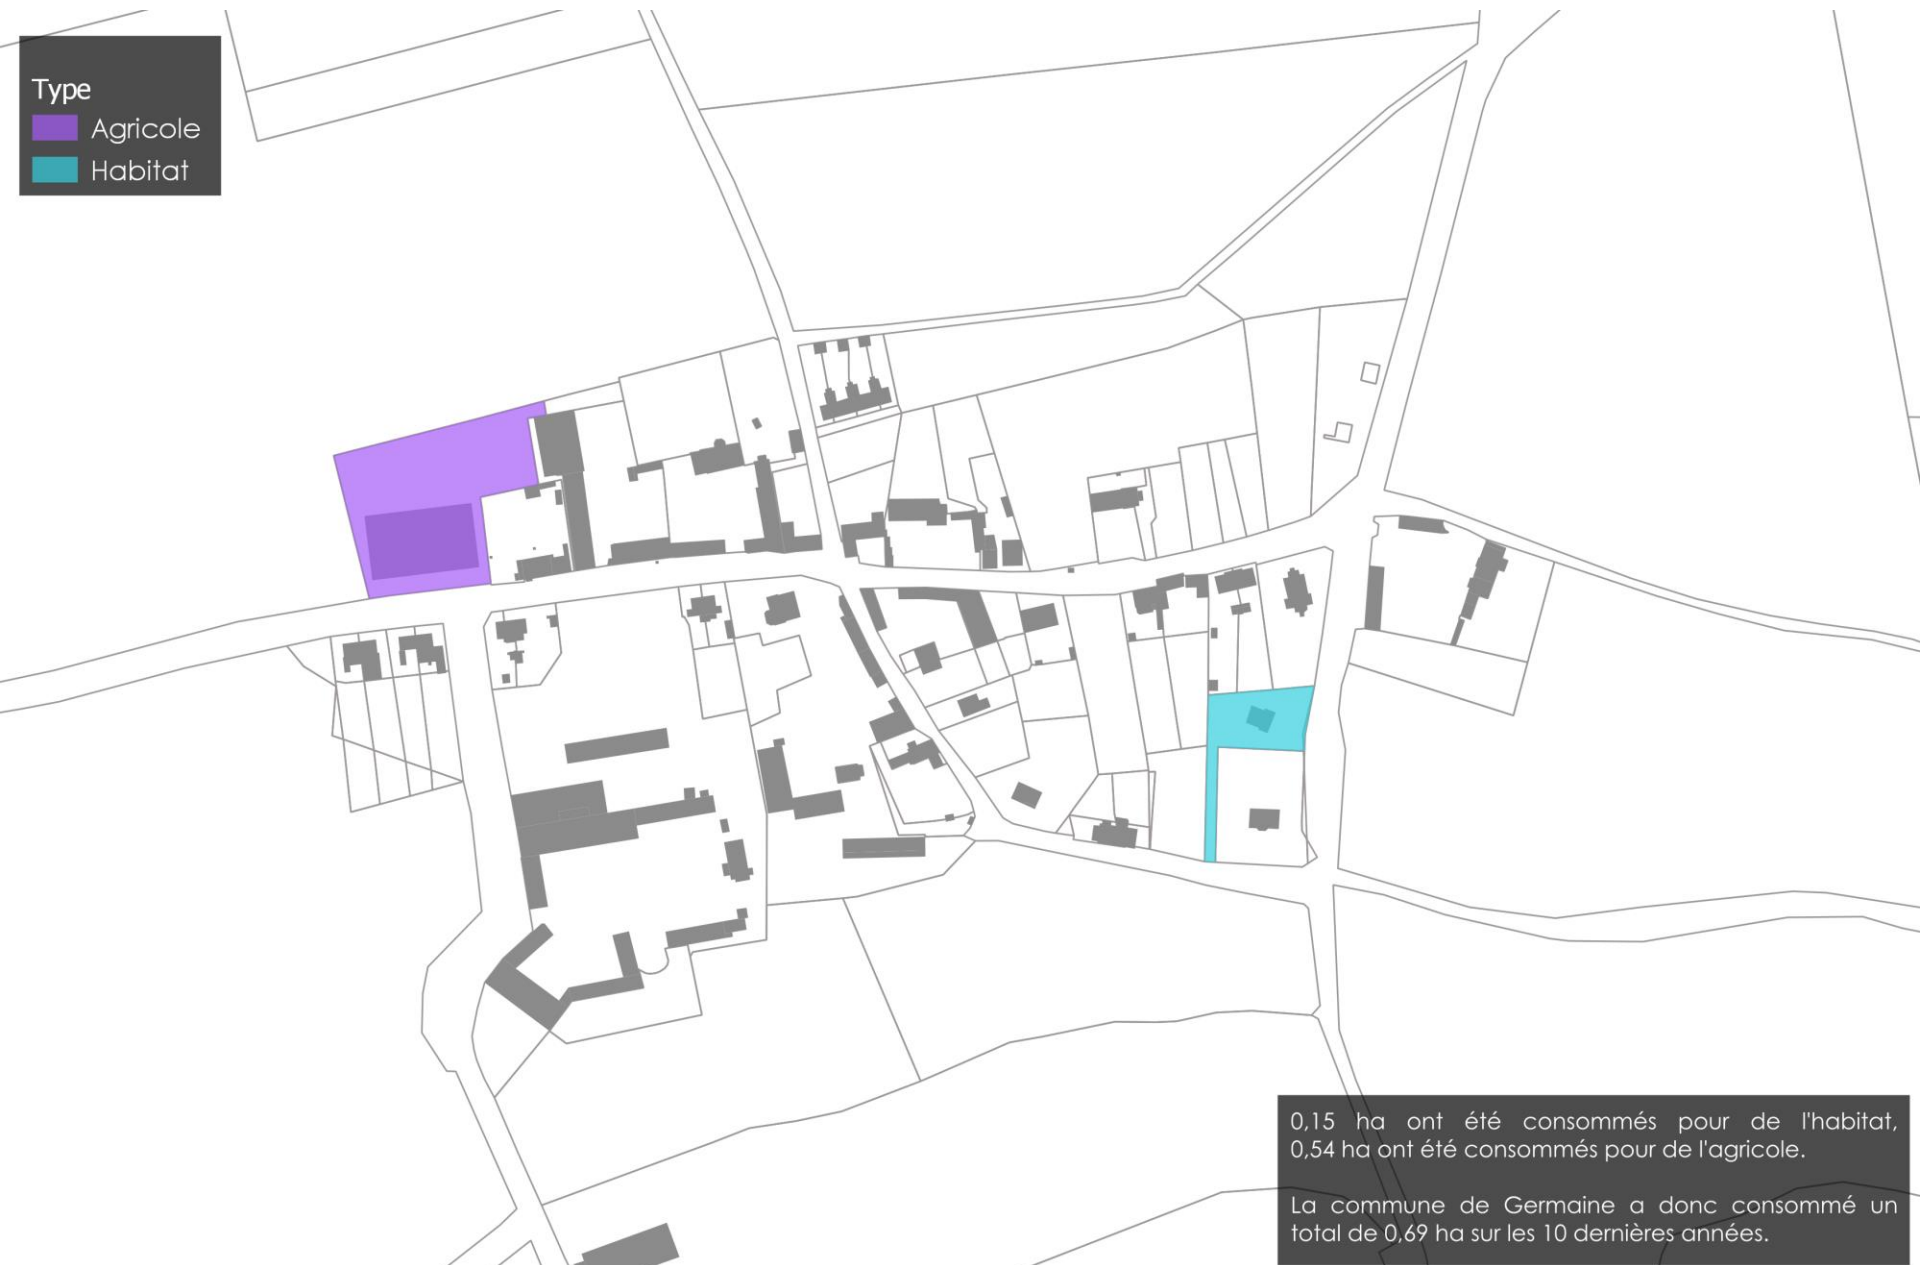 Type
Agricole
Habitat
0,15 ha ont été consommés pour de l'habitat,
0,54 ha ont été consommés pour de l'agricole.
La commune de Germaine a donc consommé un
total de 0,69 ha sur les 10 dernières années.